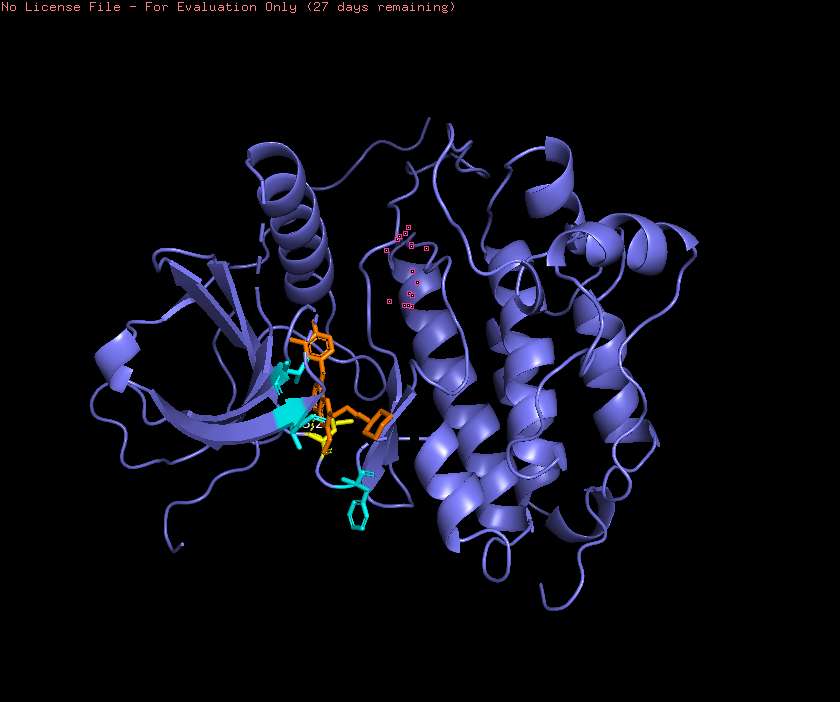 No License File - For Evaluation Only (27 days remaining)